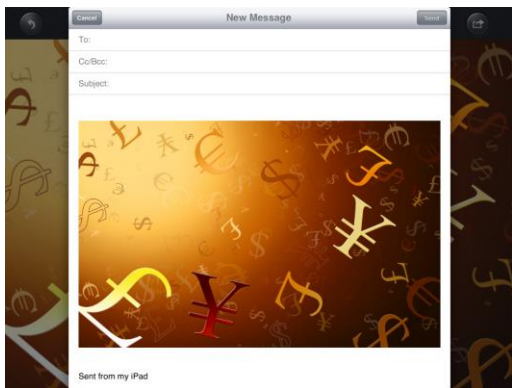 Cancel New Message Send
To:
Cc/Bcc:
Subject:
Sent from my iPad